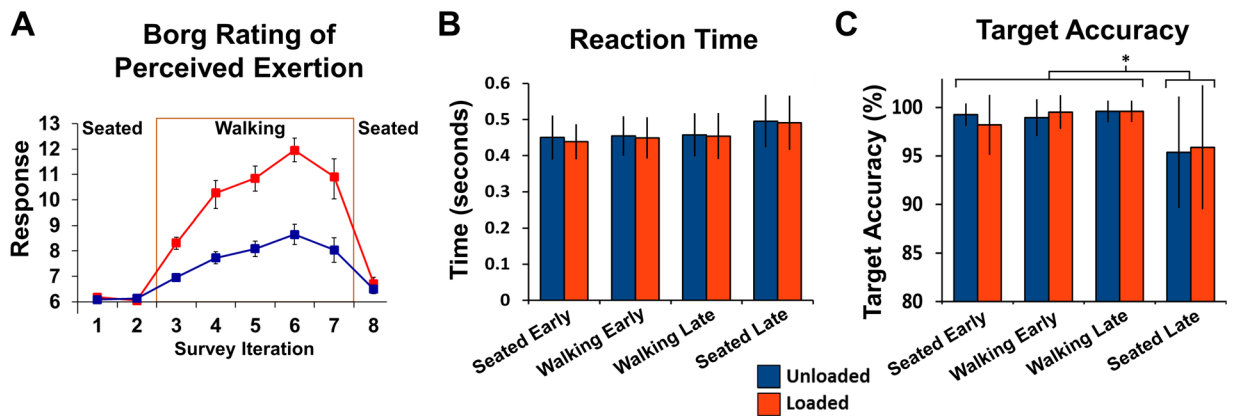 A
Borg Rating of
Perceived Exertion
Seated
Walking
Seated
Response
13
12
11
10
9
8
7
6
1 2 3 4 5 6 7 8
Survey Iteration
B
Reaction Time
Time (seconds)
0.6
0.5
0.4
0.3
0.2
0.1
0
Seated Early
Walking Early
Walking Late
Seated Late
C
Target Accuracy
*
Target Accuracy (%)
100
95
90
85
80
Seated Early
Walking Early
Walking Late
Seated Late
Unloaded
Loaded